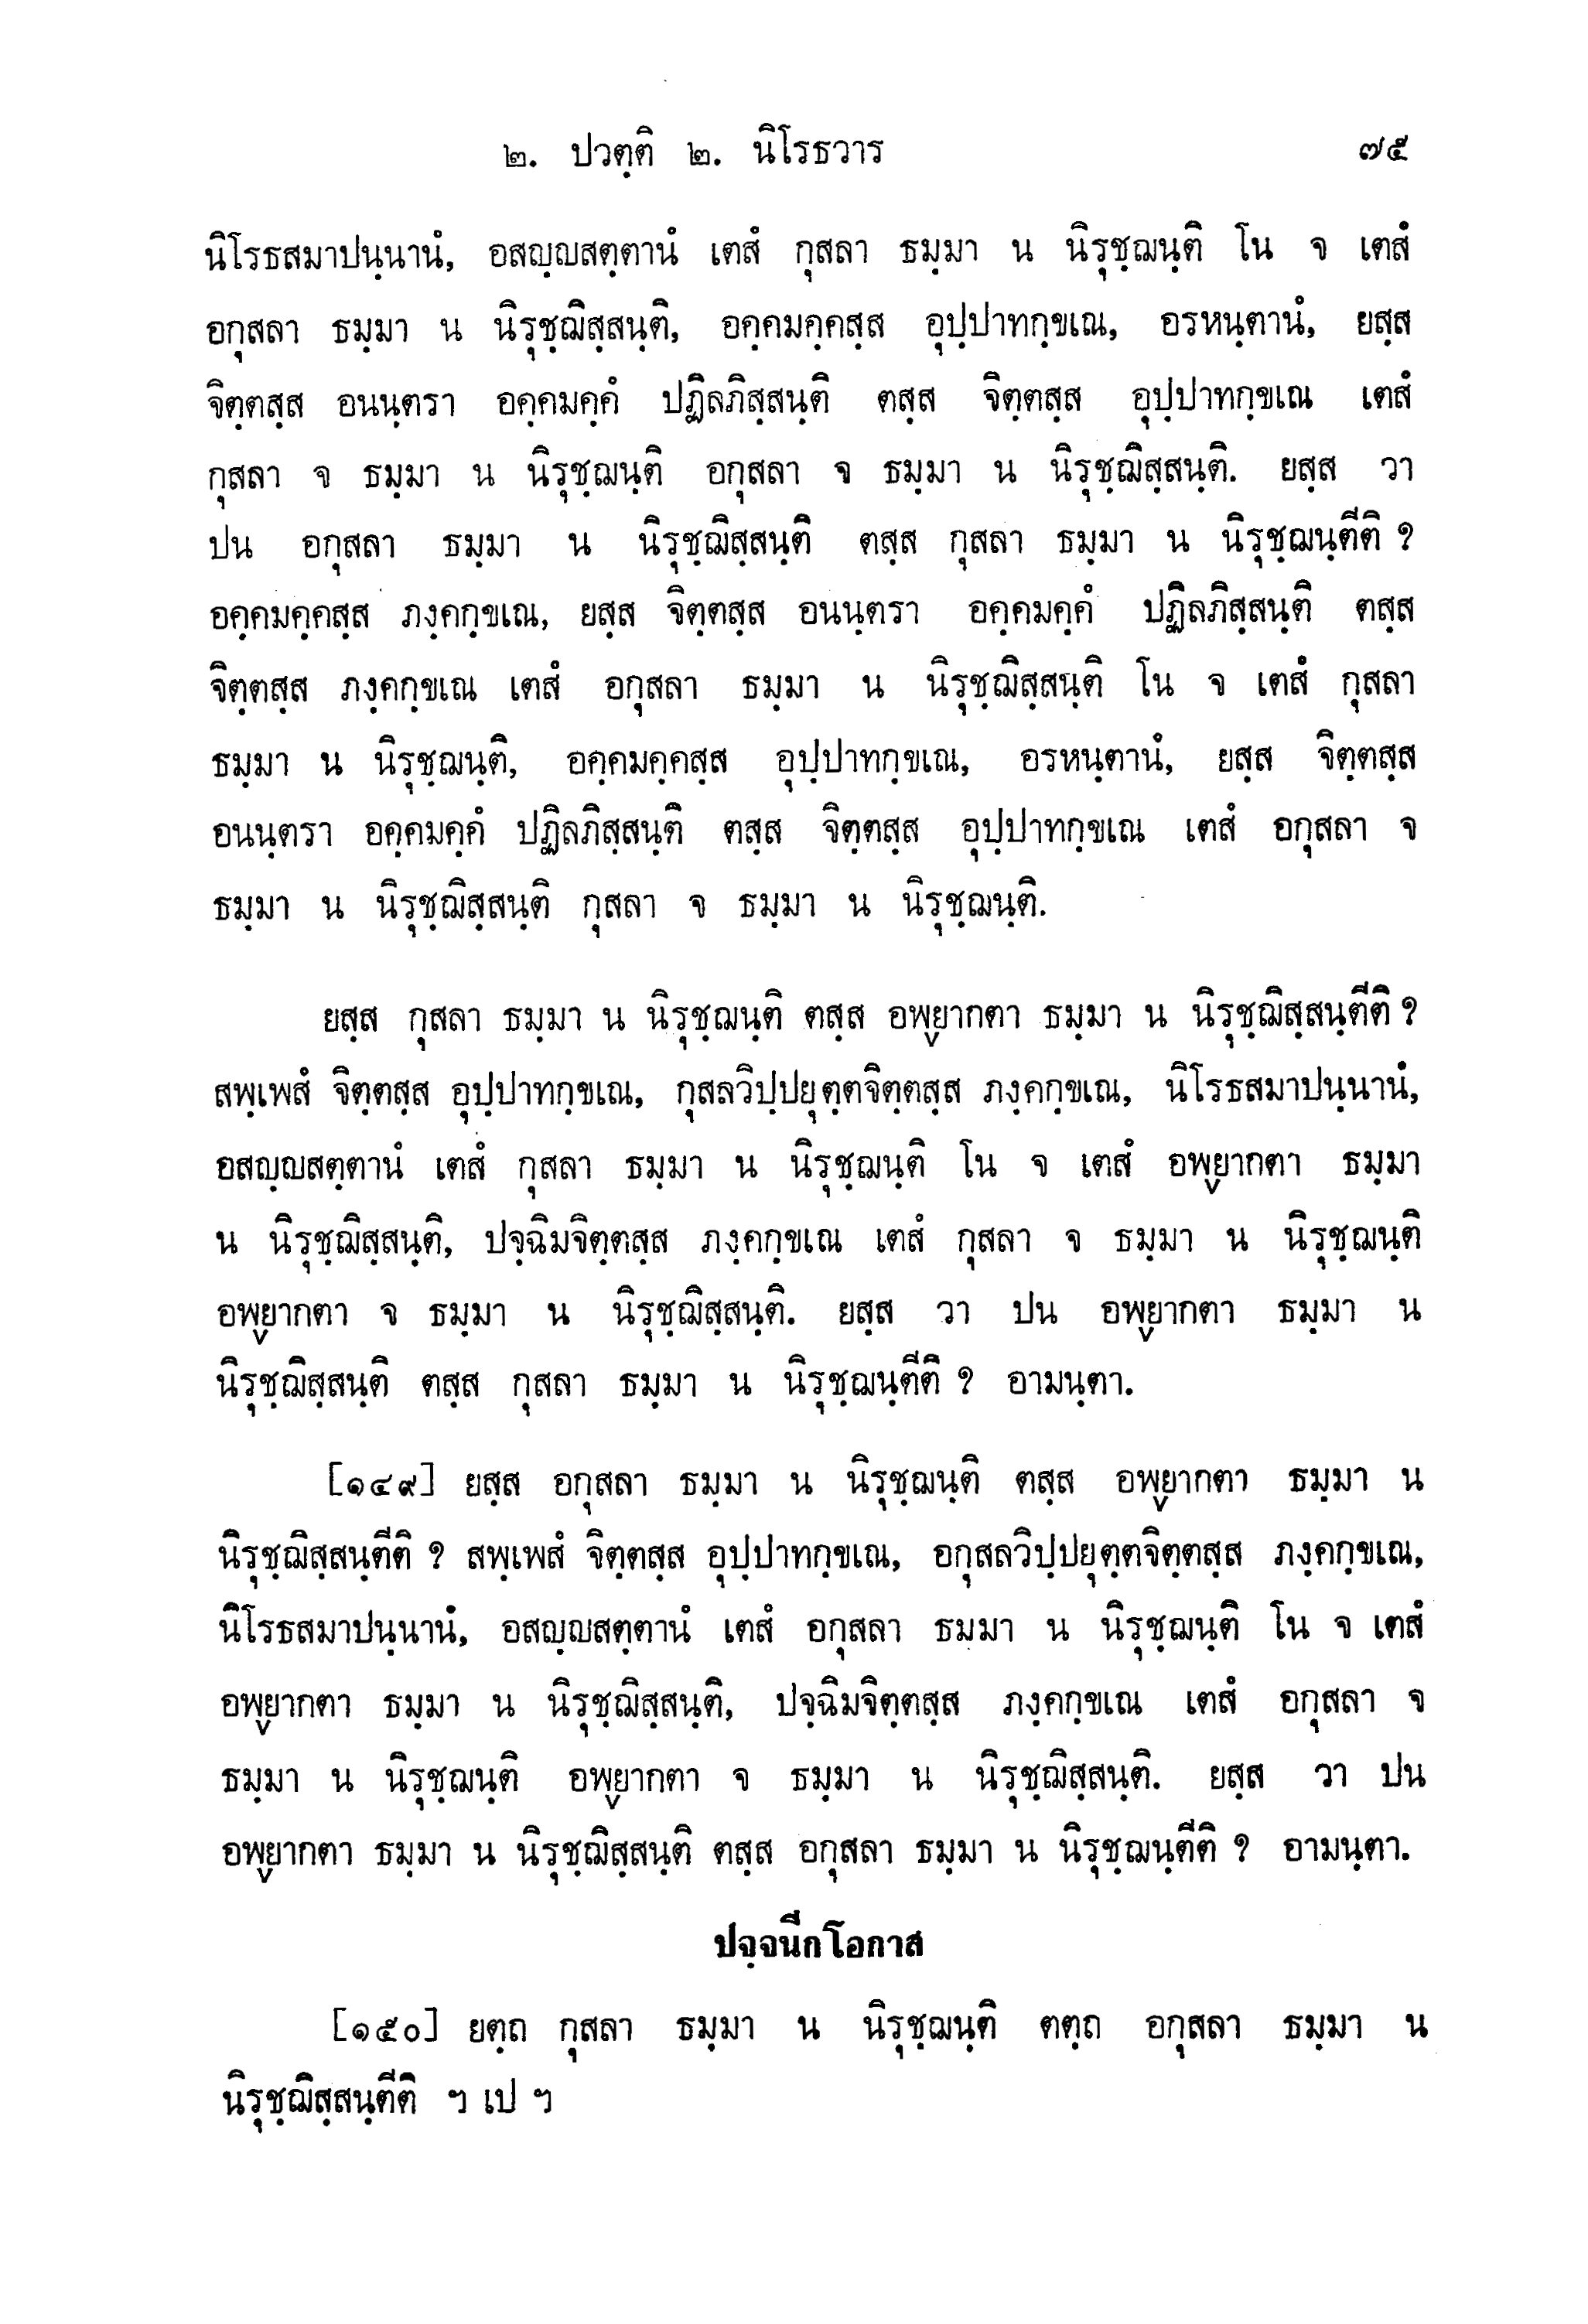 ๒. ปวตฺติ ๒. นิโรธวาร ๗๕
นิโรธสมาปนฺนานํ, อสญฺญสตฺตานํ เตสํ กุสลา ธมฺมา น นิรุชฺฌนฺติ โน จ เตสํ
อกุสลา ธมฺมา น นิรุชฺฌิสฺสนฺติ, อคฺคมคฺคสฺส อุปฺปาทกฺขเณ, อรหนฺตานํ, ยสฺส
จิตฺตสฺส อนนฺตรา อคฺคมคฺคํ ปฏิลภิสฺสนฺติ ตสฺส จิตฺตสฺส อุปฺปาทกฺขเณ เตสํ
กุสลา จ ธมฺมา น นิรุชฺฌนฺติ อกุสลา จ ธมฺมา น นิรุชฺฌิสฺสนฺติ. ยสฺส วา
ปน อกุสลา ธมฺมา น นิรุชฺฌิสฺสนฺติ ตสฺส กุสลา ธมฺมา น นิรุชฺฌนฺตีติ ?
อคฺคมคฺคสฺส ภงฺคกฺขเณ, ยสฺส จิตฺตสฺส อนนฺตรา อคฺคมคฺคํ ปฏิลภิสฺสนฺติ ตสฺส
จิตฺตสฺส ภงฺคกฺขเณ เตสํ อกุสลา ธมฺมา น นิรุชฺฌิสฺสนฺติ โน จ เตสํ กุสลา
ธมฺมา น นิรุชฺฌนฺติ, อคฺคมคฺคสฺส อุปฺปาทกฺขเณ, อรหนฺตานํ, ยสฺส จิตฺตสฺส
อนนฺตรา อคฺคมคฺคํ ปฏิลภิสฺสนฺติ ตสฺส จิตฺตสฺส อุปฺปาทกฺขเณ เตสํ อกุสลา จ
ธมฺมา น นิรุชฺฌิสฺสนฺติ กุสลา จ ธมฺมา น นิรุชฺฌนฺติ.
ยสฺส กุสลา ธมฺมา น นิรุชฺฌนฺติ ตสฺส อพฺยากตา ธมฺมา น นิรุชฺฌิสฺสนฺตีติ ?
สพฺเพสํ จิตฺตสฺส อุปฺปาทกฺขเณ, กุสลวิปฺปยุตฺตจิตฺตสฺส ภงฺคกฺขเณ, นิโรธสมาปนฺนานํ,
อสญฺญสตฺตานํ เตสํ กุสลา ธมฺมา น นิรุชฺฌนฺติ โน จ เตสํ อพฺยากตา ธมฺมา
น นิรุชฺฌิสฺสนฺติ, ปจฺฉิมจิตฺตสฺส ภงฺคกฺขเณ เตสํ กุสลา จ ธมฺมา น นิรุชฺฌนฺติ
อพฺยากตา จ ธมฺมา น นิรุชฺฌิสฺสนฺติ. ยสฺส วา ปน อพฺยากตา ธมฺมา น
นิรุชฺฌิสฺสนฺติ ตสฺส กุสลา ธมฺมา น นิรุชฺฌนฺตีติ ? อามนฺตา.
[๑๔๙] ยสฺส อกุสลา ธมฺมา น นิรุชฺฌนฺติ ตสฺส อพฺยากตา ธมฺมา น
นิรุชฺฌิสฺสนฺตีติ ? สพฺเพสํ จิตฺตสฺส อุปฺปาทกฺขเณ, อกุสลวิปฺปยุตฺตจิตฺตสฺส ภงฺคกฺขเณ,
นิโรธสมาปนฺนานํ, อสญฺญสตฺตานํ เตสํ อกุสลา ธมฺมา น นิรุชฺฌนฺติ โน จ เตสํ
อพฺยากตา ธมฺมา น นิรุชฺฌิสฺสนฺติ, ปจฺฉิมจิตฺตสฺส ภงฺคกฺขเณ เตสํ อกุสลา จ
ธมฺมา น นิรุชฺฌนฺติ อพฺยากตา จ ธมฺมา น นิรุชฺฌิสฺสนฺติ. ยสฺส วา ปน
อพฺยากตา ธมฺมา น นิรุชฺฌิสฺสนฺติ ตสฺส อกุสลา ธมฺมา น นิรุชฺฌนฺตีติ ? อามนฺตา.
ปจฺจนีกโอกาส
[๑๕๐] ยตฺถ กุสลา ธมฺมา น นิรุชฺฌนฺติ ตตฺถ อกุสลา ธมฺมา น
นิรุชฺฌิสฺสนฺตีติ ฯ เป ฯ